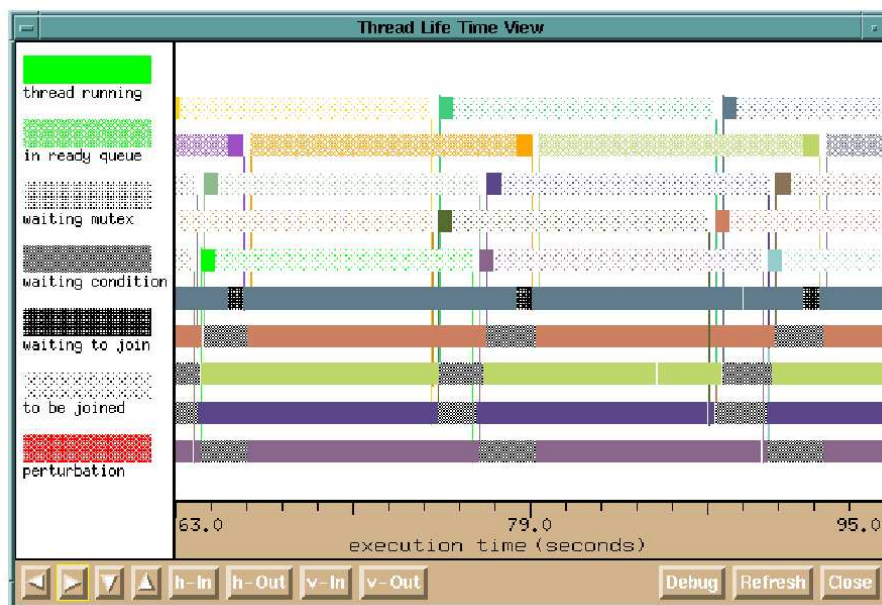 Thread Life Time View
thread running
in ready queue
waiting mutex
waiting condition
waiting to join
to be joined
perturbation
63.0 79.0 95.0
execution time (seconds)
h-In h-Out v-In v-Out Debug Refresh Close